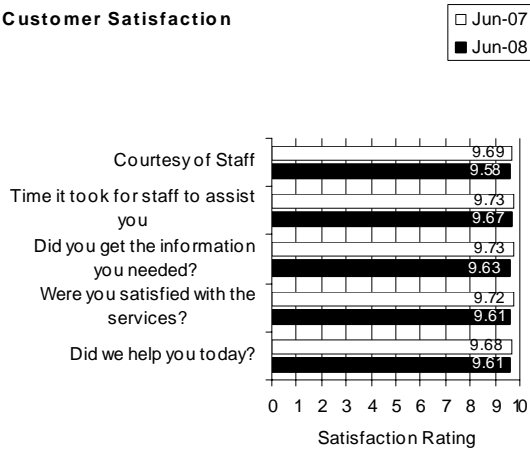 Customer Satisfaction
Jun-07
Jun-08
Courtesy of Staff
9.69
9.58
Time it took for staff to assist
you
9.73
9.67
Did you get the information
you needed?
9.73
9.63
Were you satisfied with the
services?
9.72
9.61
Did we help you today?
9.68
9.61
0 1 2 3 4 5 6 7 8 9 10
Satisfaction Rating